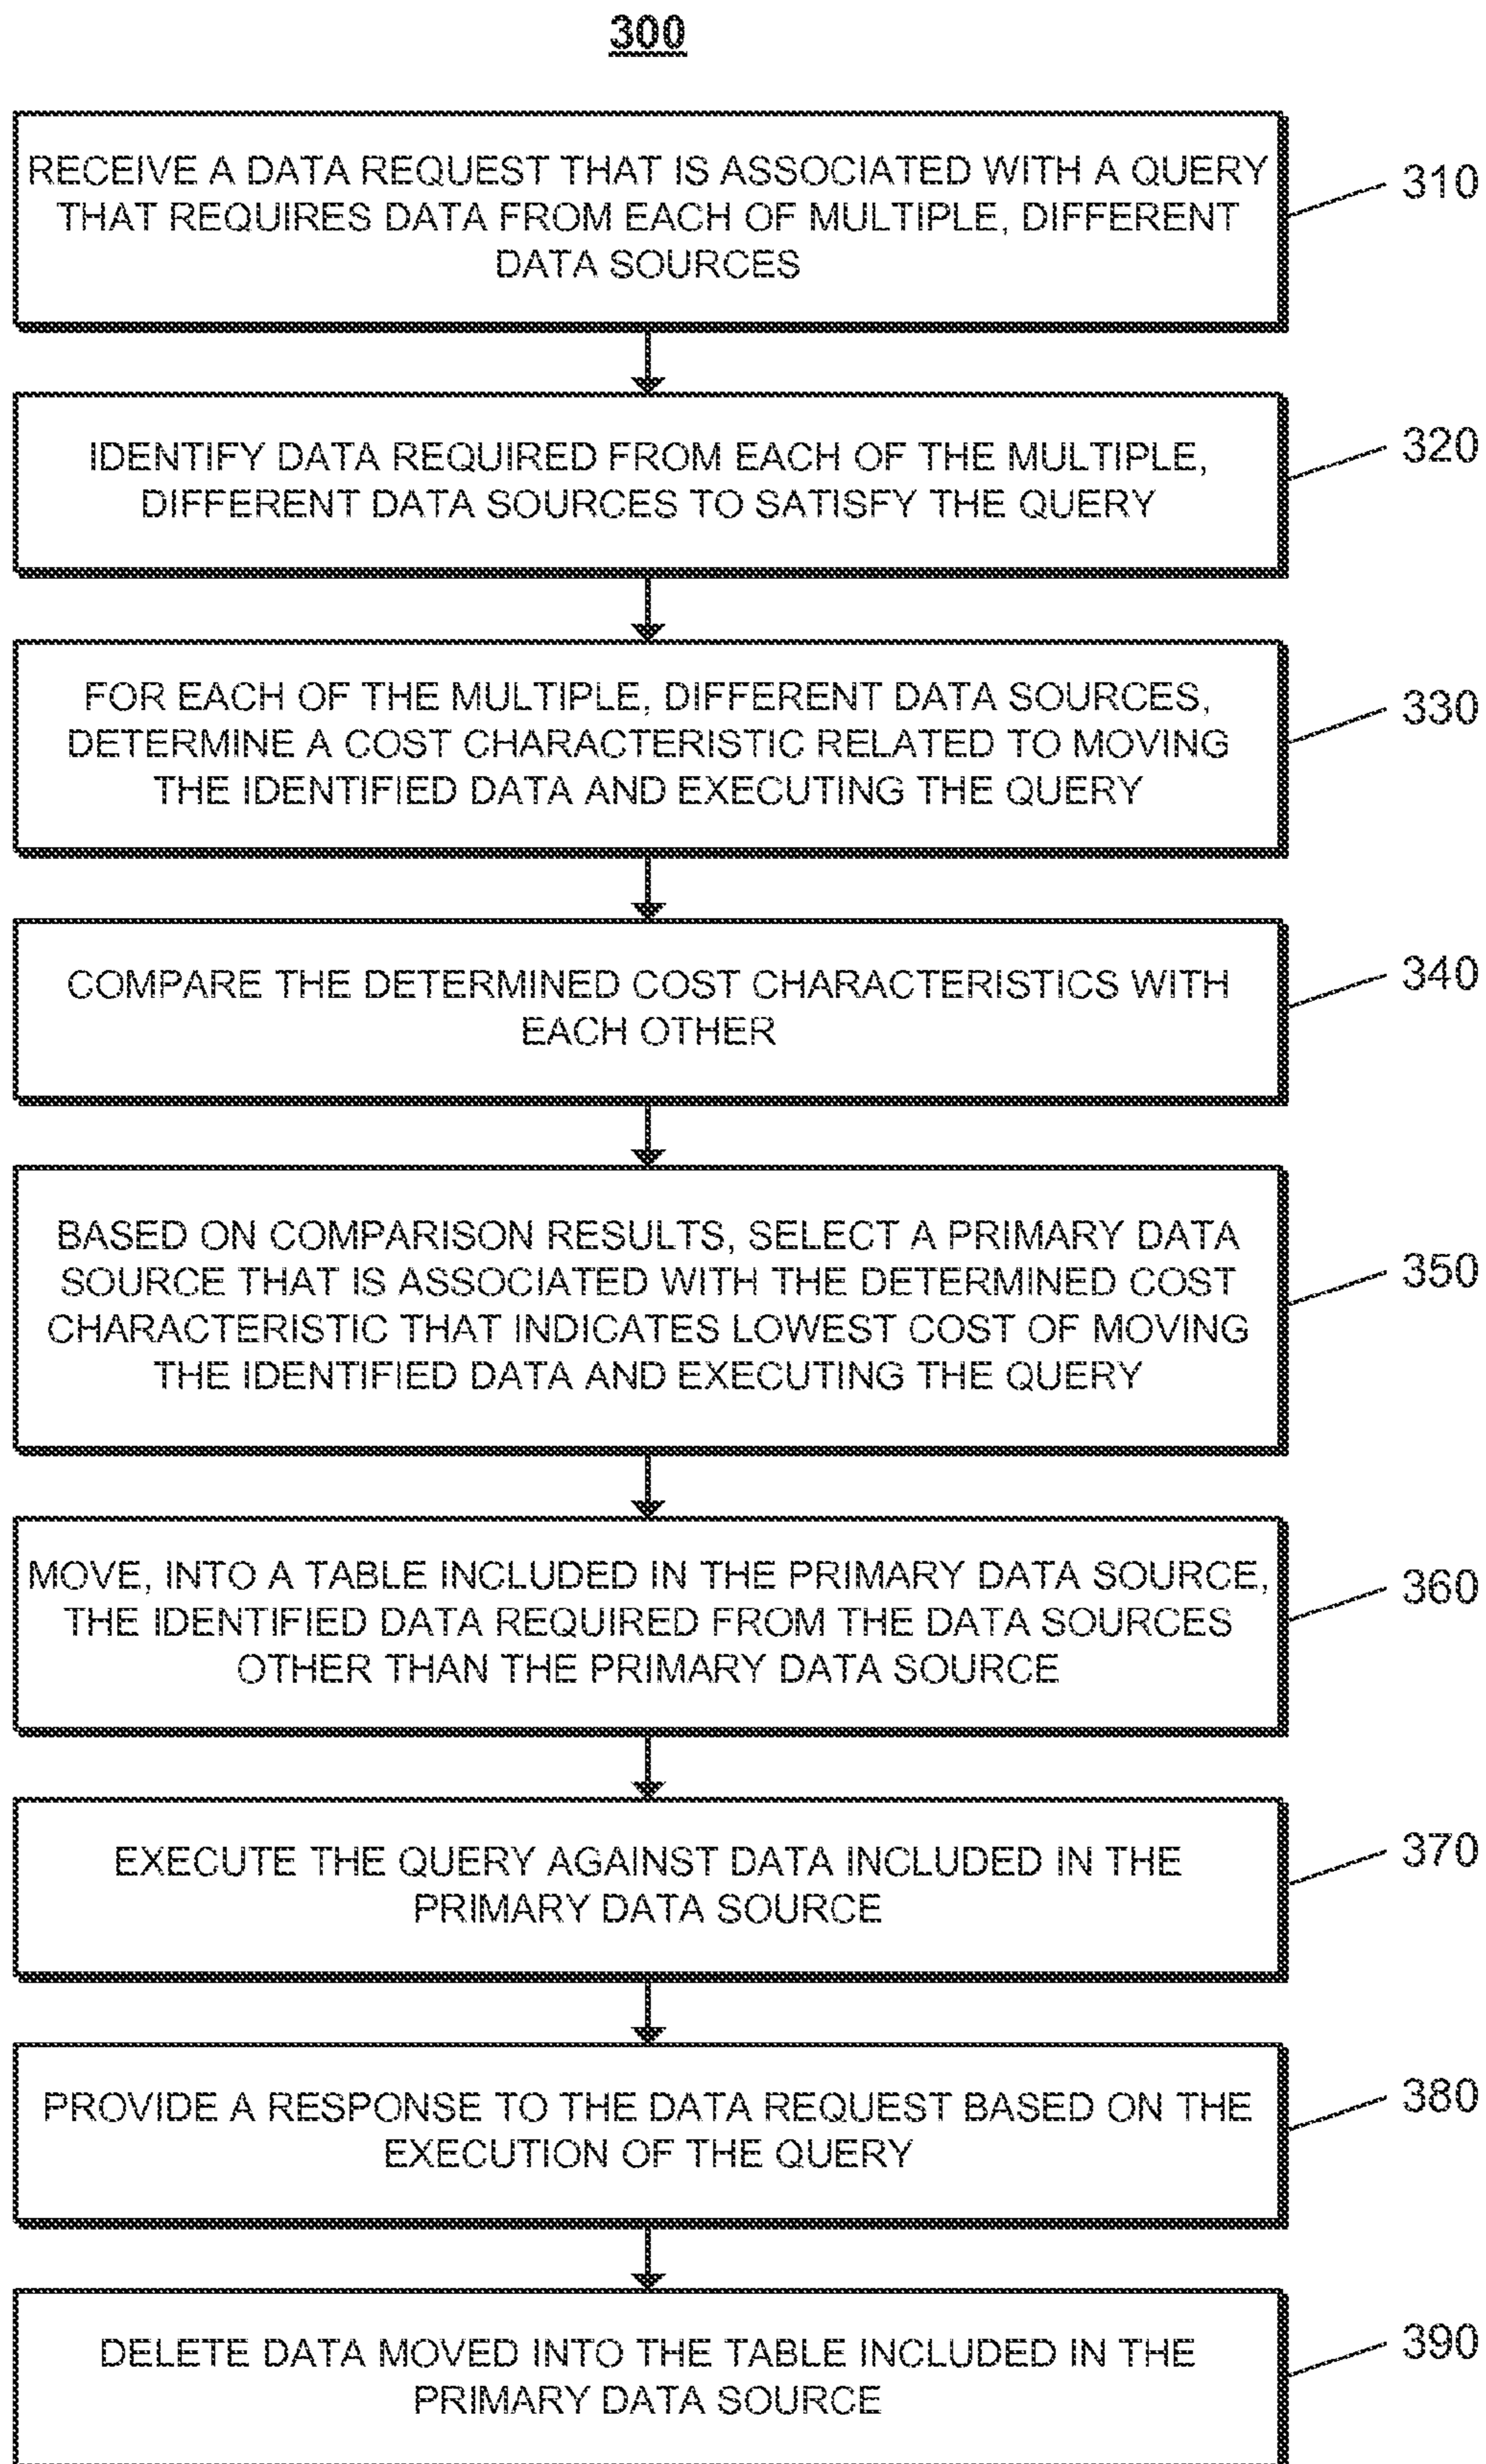 300
RECEIVE A DATA REQUEST THAT IS ASSOCIATED WITH A QUERY
THAT REQUIRES DATA FROM EACH OF MULTIPLE, DIFFERENT
DATA SOURCES
310
IDENTIFY DATA REQUIRED FROM EACH OF THE MULTIPLE,
DIFFERENT DATA SOURCES TO SATISFY THE QUERY
320
FOR EACH OF THE MULTIPLE, DIFFERENT DATA SOURCES,
DETERMINE A COST CHARACTERISTIC RELATED TO MOVING
THE IDENTIFIED DATA AND EXECUTING THE QUERY
330
COMPARE THE DETERMINED COST CHARACTERISTICS WITH
EACH OTHER
340
BASED ON COMPARISON RESULTS, SELECT A PRIMARY DATA
SOURCE THAT IS ASSOCIATED WITH THE DETERMINED COST
CHARACTERISTIC THAT INDICATES LOWEST COST OF MOVING
THE IDENTIFIED DATA AND EXECUTING THE QUERY
350
MOVE, INTO A TABLE INCLUDED IN THE PRIMARY DATA SOURCE,
THE IDENTIFIED DATA REQUIRED FROM THE DATA SOURCES
OTHER THAN THE PRIMARY DATA SOURCE
360
EXECUTE THE QUERY AGAINST DATA INCLUDED IN THE
PRIMARY DATA SOURCE
370
PROVIDE A RESPONSE TO THE DATA REQUEST BASED ON THE
EXECUTION OF THE QUERY
380
DELETE DATA MOVED INTO THE TABLE INCLUDED IN THE
PRIMARY DATA SOURCE
390